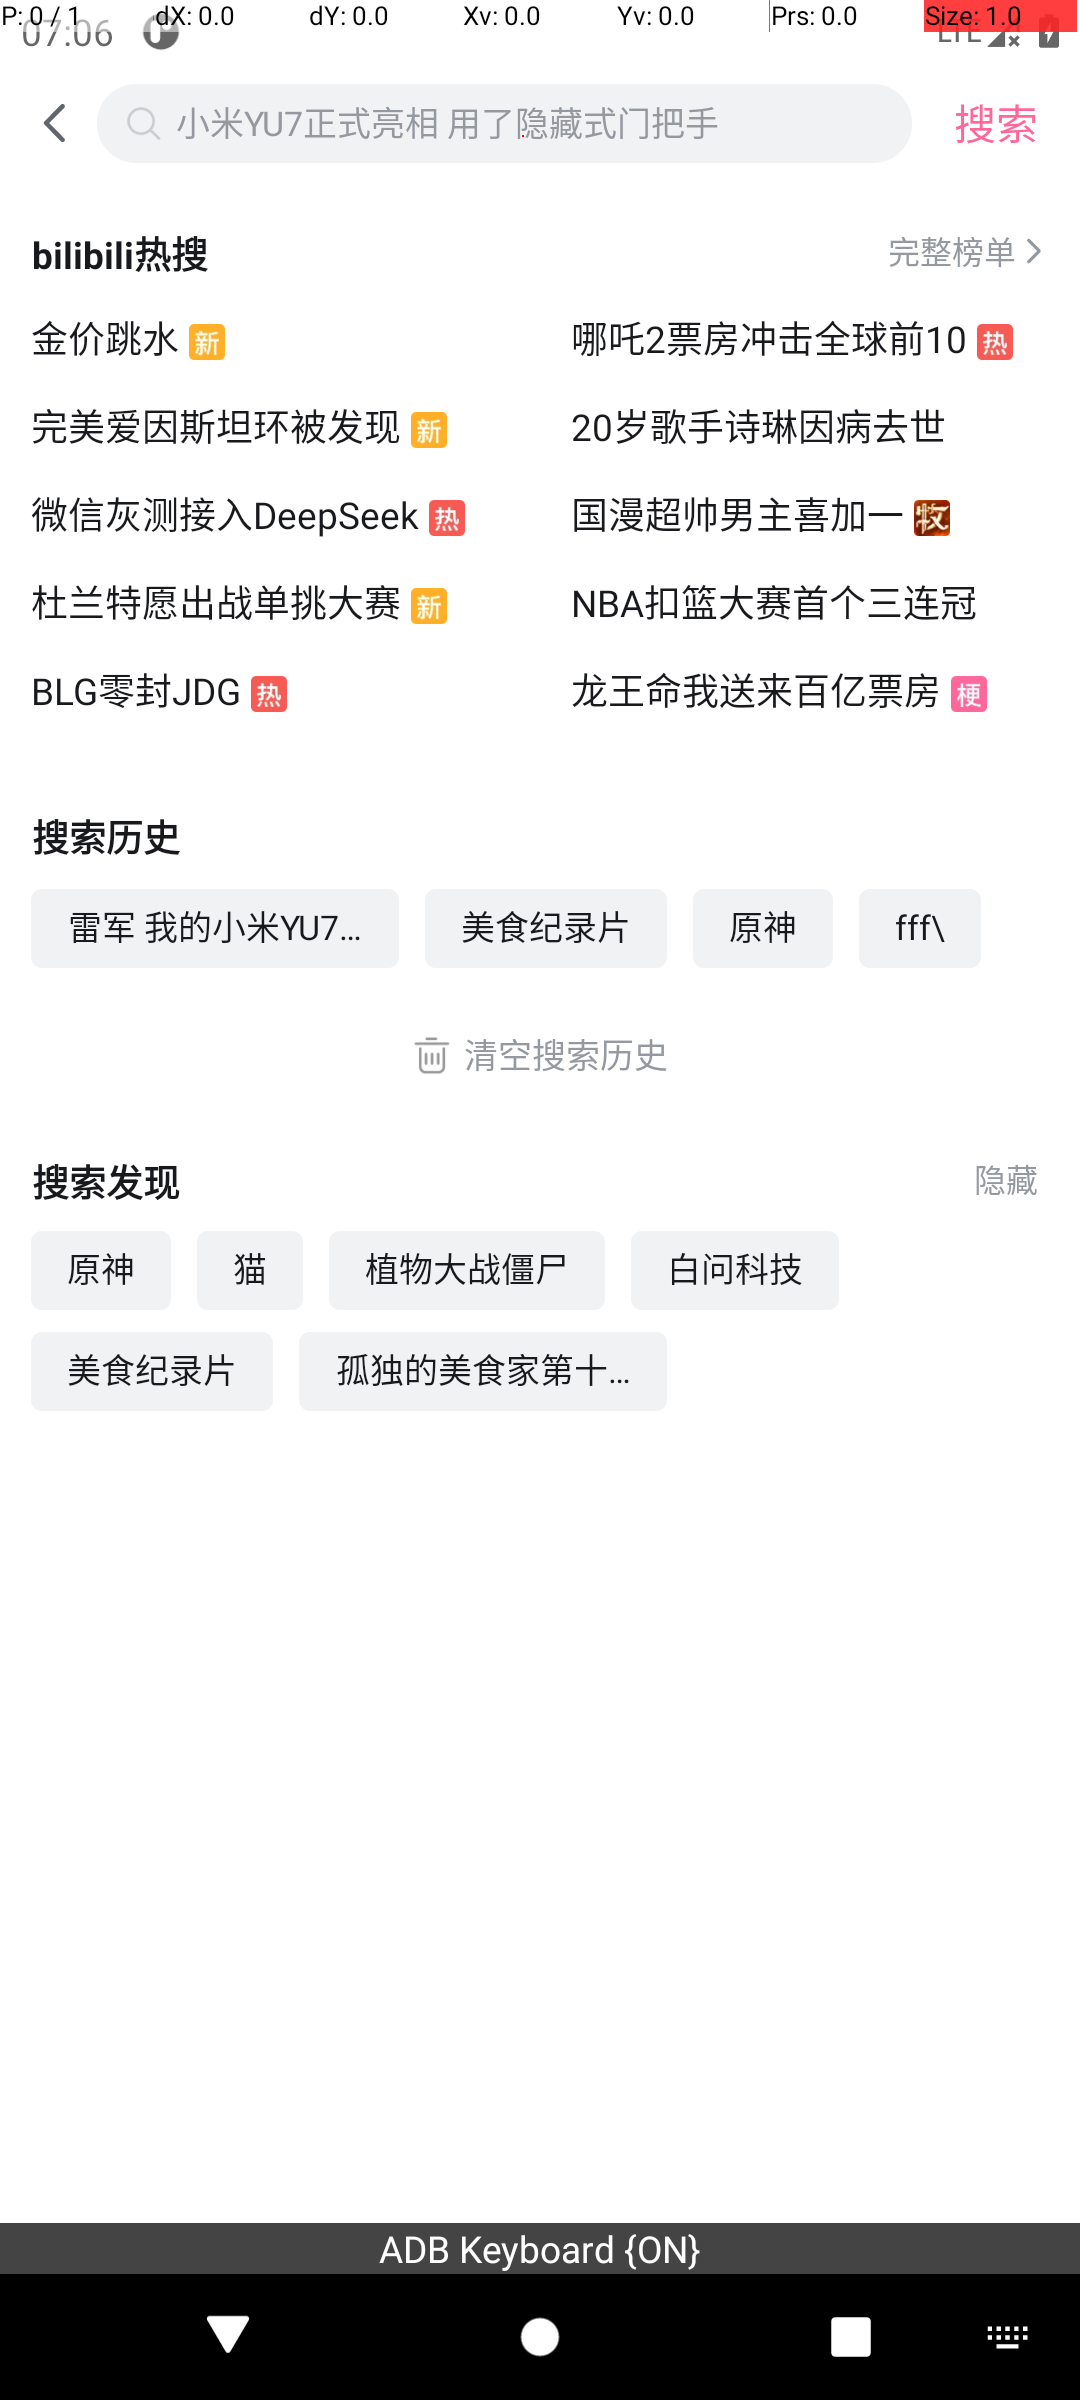 P: 0 / 1 dX: 0.0 dY: 0.0 Xv: 0.0 Yv: 0.0 Prs: 0.0 Size: 1.0
07:06 LTE
小米YU7正式亮相 用了隐藏式门把手 搜索
bilibili热搜 完整榜单
金价跳水 新 哪吒2票房冲击全球前10 热
完美爱因斯坦环被发现 新 20岁歌手诗琳因病去世
微信灰测接入DeepSeek 热 国漫超帅男主喜加一 牧
杜兰特愿出战单挑大赛 新 NBA扣篮大赛首个三连冠
BLG零封JDG 热 龙王命我送来百亿票房 梗
搜索历史
雷军 我的小米YU7... 美食纪录片 原神 fff\
清空搜索历史
搜索发现 隐藏
原神 猫 植物大战僵尸 白问科技
美食纪录片 孤独的美食家第十...
ADB Keyboard {ON}